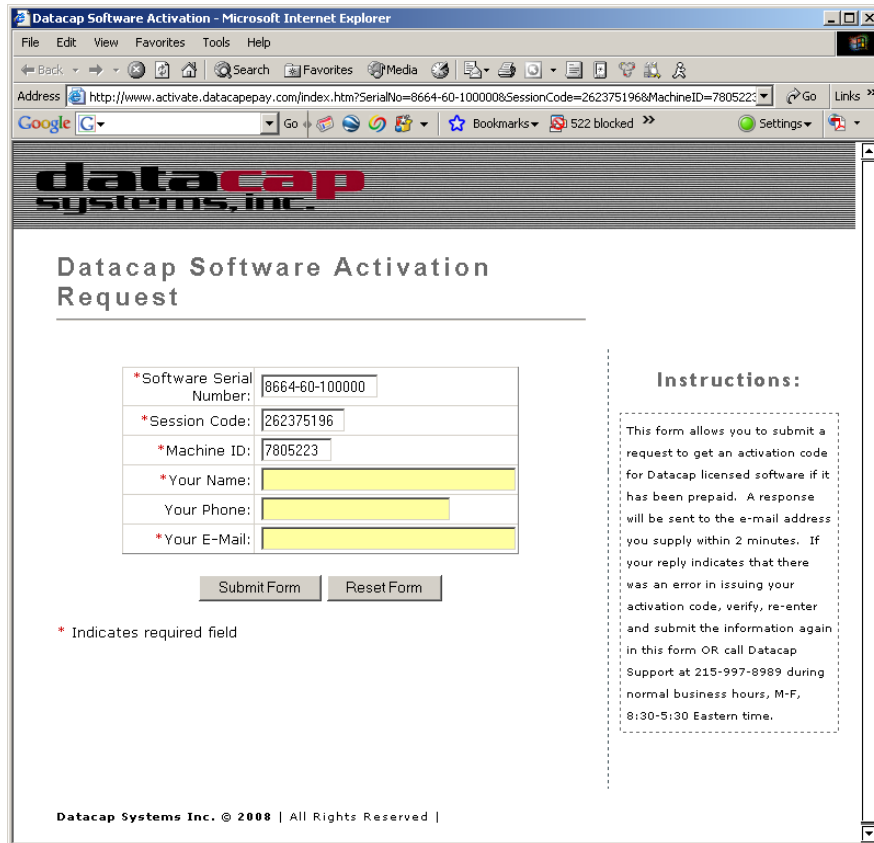 Datacap Software Activation - Microsoft Internet Explorer
File Edit View Favorites Tools Help
Back Search Favorites Media
Address http://www.activate.datacapepay.com/index.htm?SerialNo=8664-60-100000&SessionCode=262375196&MachineID=7805223 Go Links »
Google G Go Bookmarks 522 blocked » Settings
datacap
systems, inc.
Datacap Software Activation
Request
*Software Serial
Number: 8664-60-100000
*Session Code: 262375196
*Machine ID: 7805223
*Your Name:
Your Phone:
*Your E-Mail:
Submit Form Reset Form
* Indicates required field
Instructions:
This form allows you to submit a
request to get an activation code
for Datacap licensed software if it
has been prepaid. A response
will be sent to the e-mail address
you supply within 2 minutes. If
your reply indicates that there
was an error in issuing your
activation code, verify, re-enter
and submit the information again
in this form OR call Datacap
Support at 215-997-8989 during
normal business hours, M-F,
8:30-5:30 Eastern time.
Datacap Systems Inc. © 2008 | All Rights Reserved |